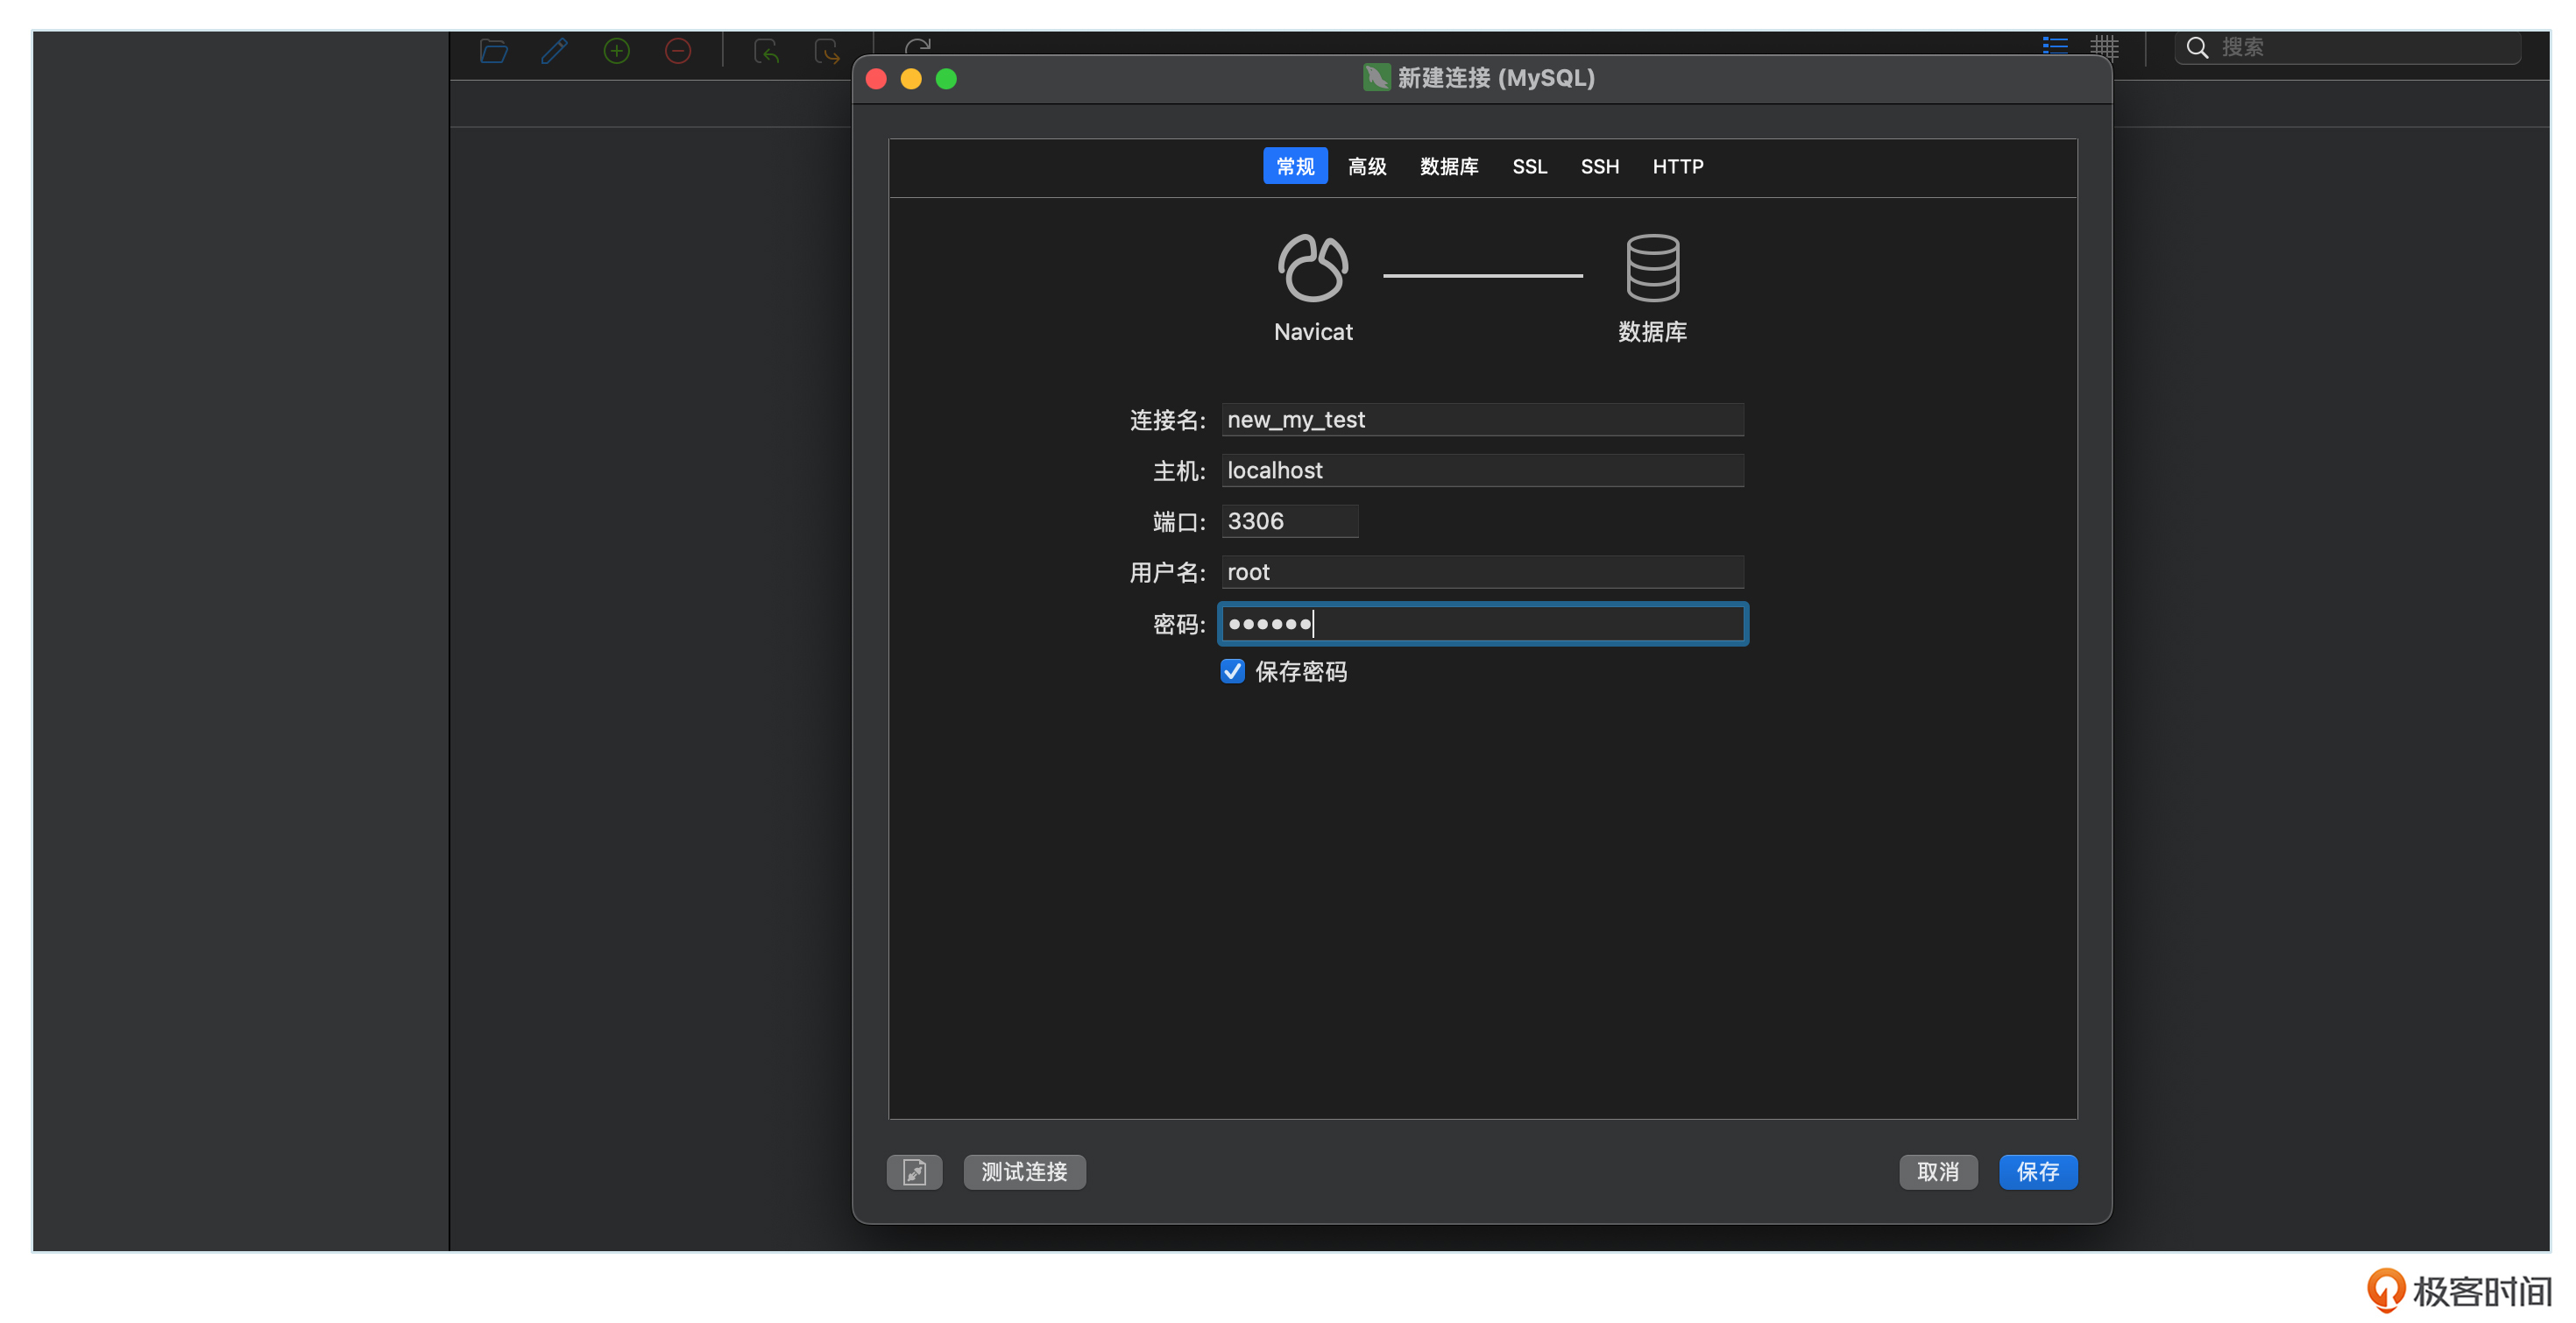 搜索
新建连接 (MySQL)
常规 高级 数据库 SSL SSH HTTP
Navicat 数据库
连接名: new_my_test
主机: localhost
端口: 3306
用户名: root
密码: ••••••
保存密码
测试连接 取消 保存
极客时间